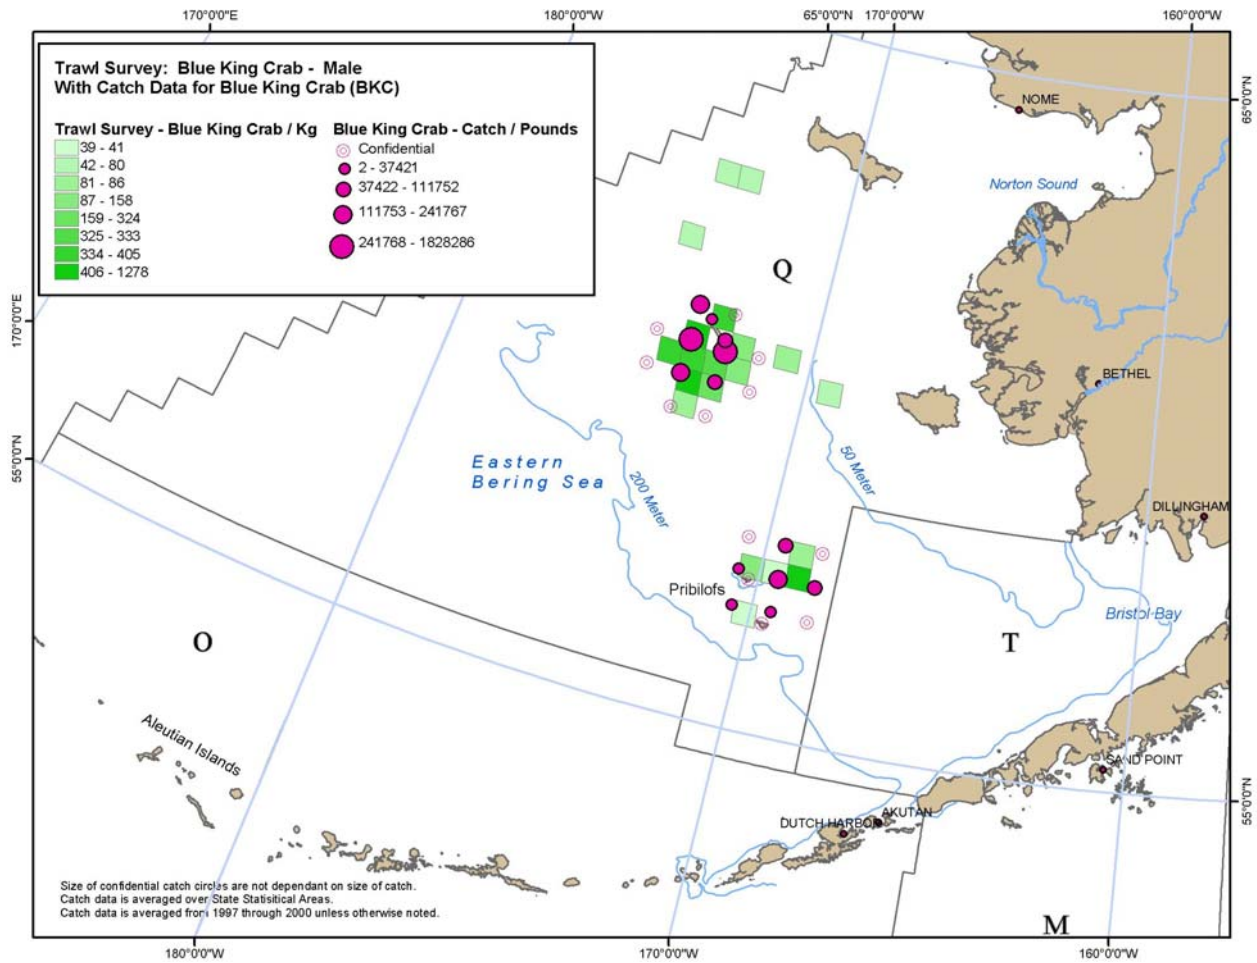 170°0'0"E
180°0'0"W
65°0'0"N
170°0'0"W
160°0'0"W
Trawl Survey: Blue King Crab - Male
With Catch Data for Blue King Crab (BKC)
Trawl Survey - Blue King Crab / Kg
39 - 41
42 - 80
81 - 86
87 - 158
159 - 324
325 - 333
334 - 405
406 - 1278
Blue King Crab - Catch / Pounds
Confidential
2 - 37421
37422 - 111752
111753 - 241767
241768 - 1828286
NOME
65°0'0"N
Norton Sound
Q
170°0'0"E
BETHEL
55°0'0"N
Eastern
Bering Sea
200 Meter
50 Meter
DILLINGHAM
Pribilofs
Bristol Bay
O
T
Aleutian Islands
SAND POINT
55°0'0"N
DUTCH HARBOR
AKUTAN
Size of confidential catch circles are not dependant on size of catch.
Catch data is averaged over State Statisitical Areas.
Catch data is averaged from 1997 through 2000 unless otherwise noted.
M
180°0'0"W
170°0'0"W
160°0'0"W